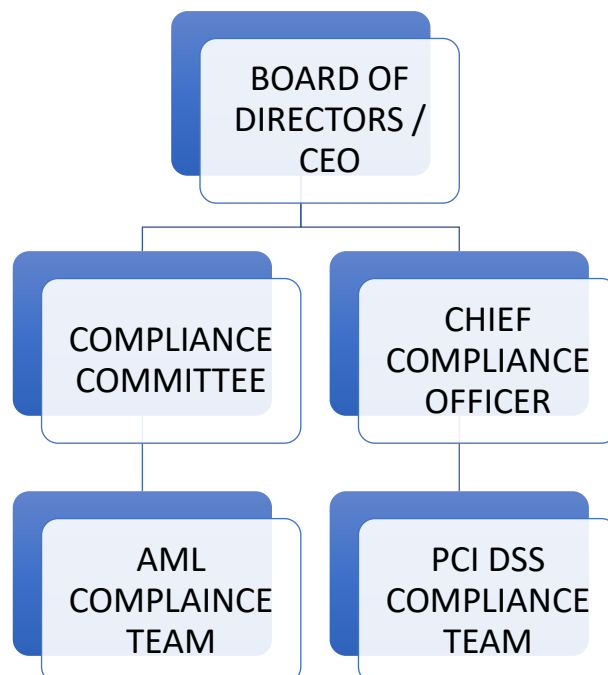 BOARD OF
DIRECTORS /
CEO
COMPLIANCE
COMMITTEE
CHIEF
COMPLIANCE
OFFICER
AML
COMPLAINCE
TEAM
PCI DSS
COMPLIANCE
TEAM